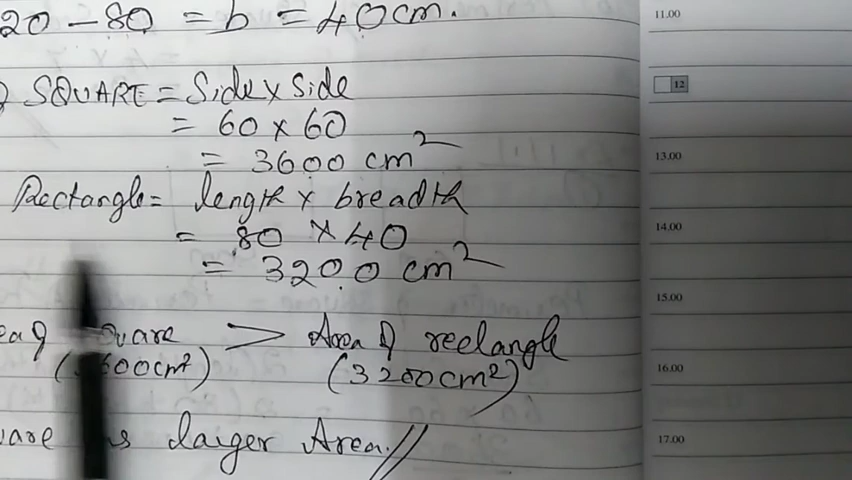 20 - 80 = b = 40cm.
SQUARE = Side x Side
= 60 x 60
= 3600 cm²
Rectangle = length x breadth
= 80 x 40
= 3200 cm²
> Area of rectangle
600cm²) (3200cm²)
larger Area.//
11.00
12
13.00
14.00
15.00
16.00
17.00